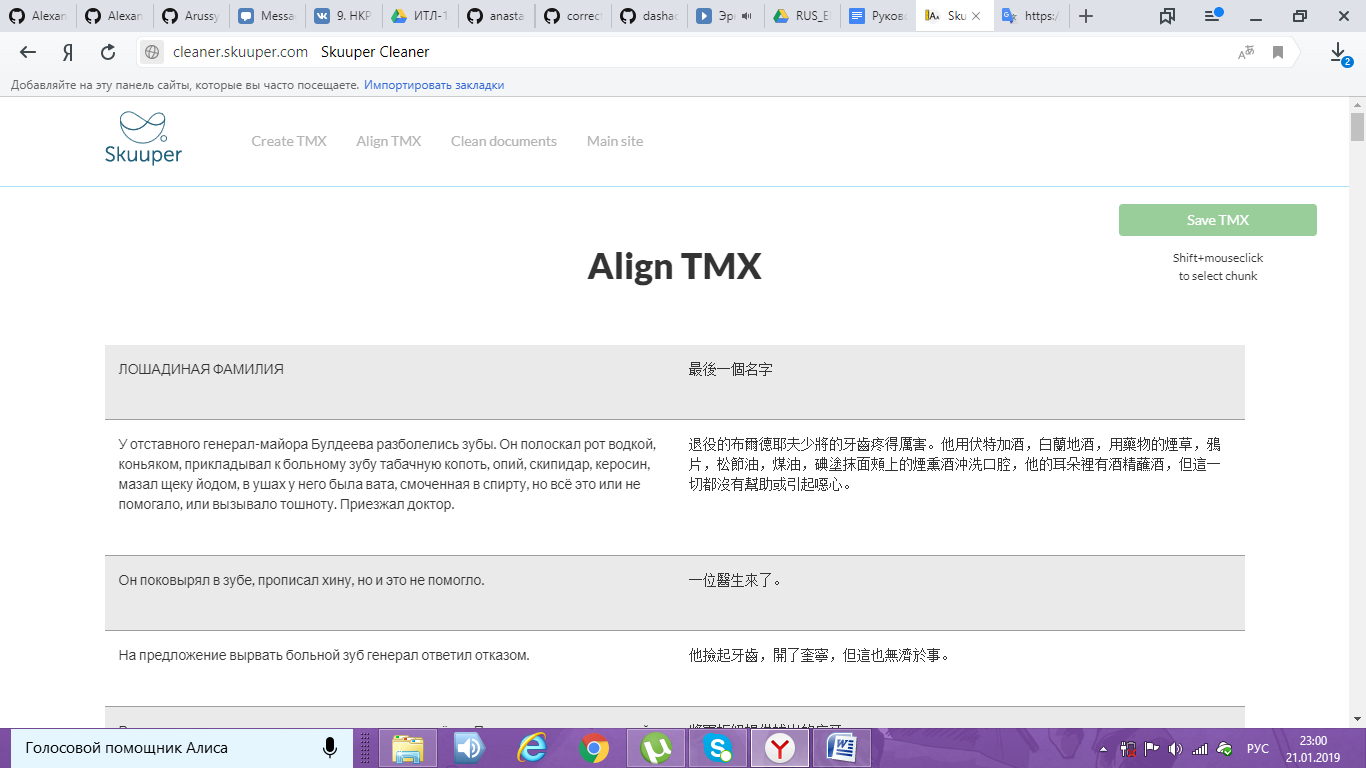 Alexan
Alexan
Arussy
Messa
9. НКР
ИТЛ-1
anasta
correct
dashac
Эри
RUS_E
Руково
Sku
https:/
cleaner.skuuper.com Skuuper Cleaner
2
Добавляйте на эту панель сайты, которые вы часто посещаете. Импортировать закладки
Skuuper
Create TMX
Align TMX
Clean documents
Main site
Save TMX
Shift+mouseclick
to select chunk
Align TMX
ЛОШАДИНАЯ ФАМИЛИЯ
最後一個名字
У отставного генерал-майора Булдеева разболелись зубы. Он полоскал рот водкой,
коньяком, прикладывал к больному зубу табачную копоть, опий, скипидар, керосин,
мазал щеку йодом, в ушах у него была вата, смоченная в спирту, но всё это или не
помогало, или вызывало тошноту. Приезжал доктор.
退役的布爾德耶夫少將的牙齒疼得厲害。他用伏特加酒，白蘭地酒，用藥物的煙草，鴉
片，松節油，煤油，碘塗抹面頰上的煙薰酒沖洗口腔，他的耳朵裡有酒精蘸酒，但這一
切都沒有幫助或引起噁心。
Он поковырял в зубе, прописал хину, но и это не помогло.
一位醫生來了。
На предложение вырвать больной зуб генерал ответил отказом.
他撿起牙齒，開了奎寧，但這也無濟於事。
Голосовой помощник Алиса
РУС
23:00
21.01.2019